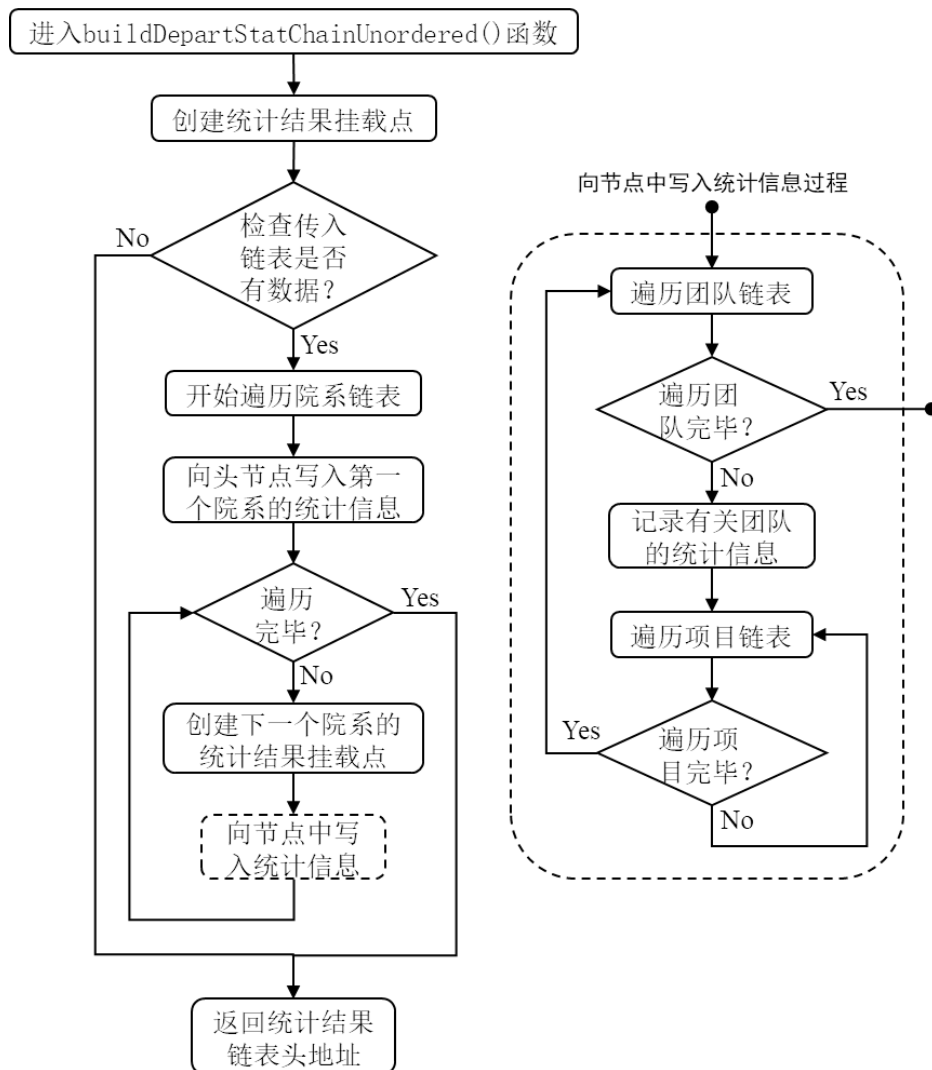 进入buildDepartStatChainUnordered()函数
创建统计结果挂载点
检查传入
链表是否
有数据？
No
Yes
开始遍历院系链表
向头节点写入第一
个院系的统计信息
遍历
完毕？
Yes
No
创建下一个院系的
统计结果挂载点
向节点中写
入统计信息
返回统计结果
链表头地址
向节点中写入统计信息过程
遍历团队链表
遍历团
队完毕？
Yes
No
记录有关团队
的统计信息
遍历项目链表
遍历项
目完毕？
Yes
No